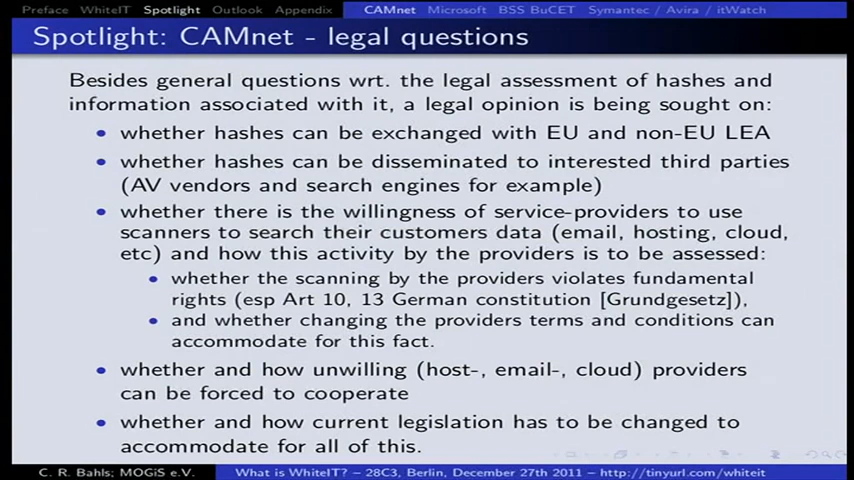 Preface WhiteIT Spotlight Outlook Appendix CAMnet Microsoft BSS BuCET Symantec / Avira / itWatch
Spotlight: CAMnet - legal questions
Besides general questions wrt. the legal assessment of hashes and
information associated with it, a legal opinion is being sought on:
• whether hashes can be exchanged with EU and non-EU LEA
• whether hashes can be disseminated to interested third parties
(AV vendors and search engines for example)
• whether there is the willingness of service-providers to use
scanners to search their customers data (email, hosting, cloud,
etc) and how this activity by the providers is to be assessed:
• whether the scanning by the providers violates fundamental
rights (esp Art 10, 13 German constitution [Grundgesetz]),
• and whether changing the providers terms and conditions can
accommodate for this fact.
• whether and how unwilling (host-, email-, cloud) providers
can be forced to cooperate
• whether and how current legislation has to be changed to
accommodate for all of this.
C. R. Bahls; MOGiS e.V. What is WhiteIT? – 28C3, Berlin, December 27th 2011 – http://tinyurl.com/whiteit